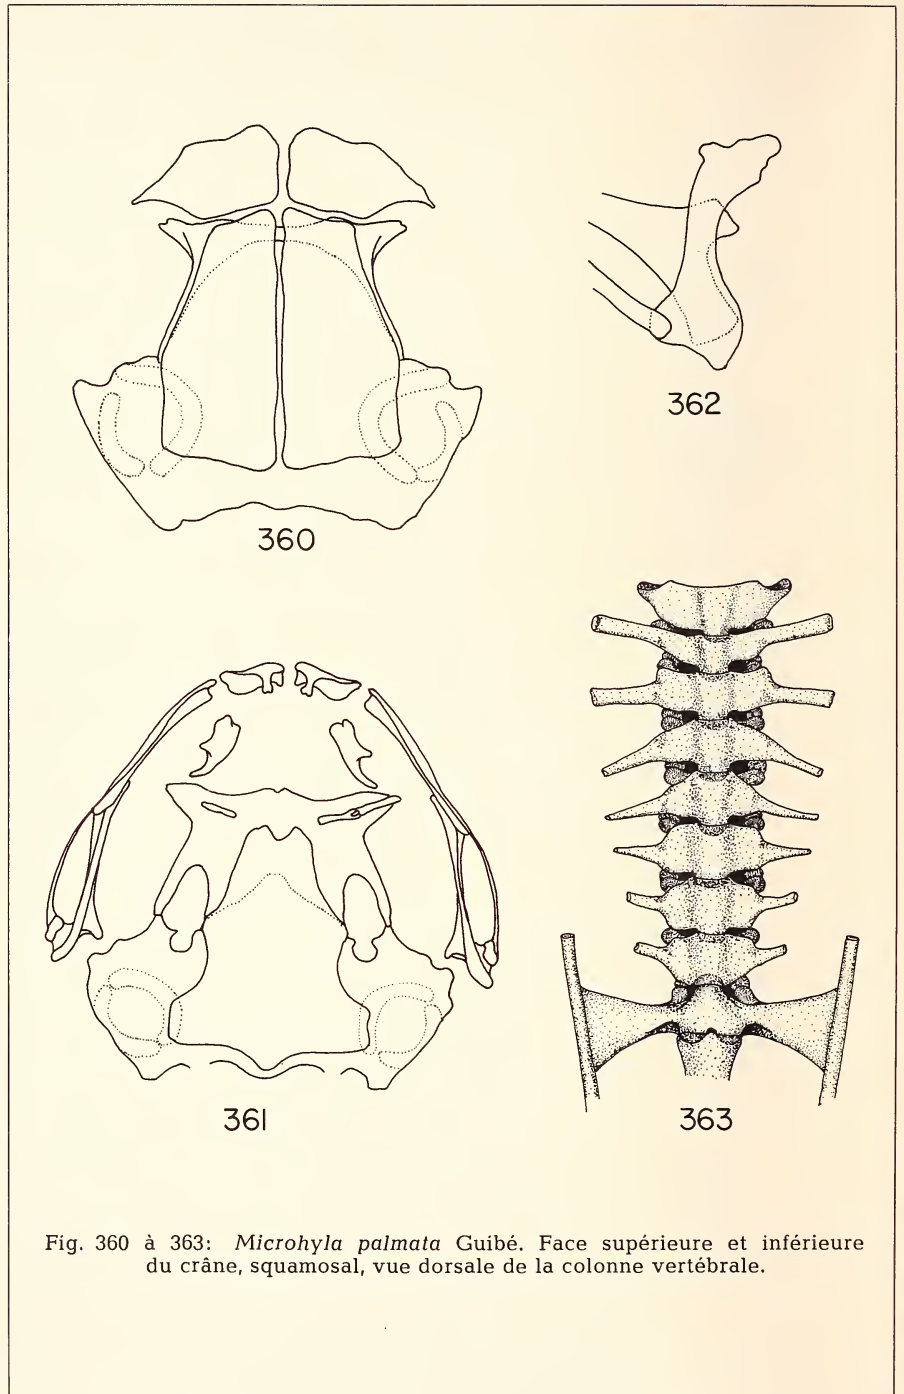 360
362
361
363
Fig. 360 à 363: Microhyla palmata Guibé. Face supérieure et inférieure
du crâne, squamosal, vue dorsale de la colonne vertébrale.